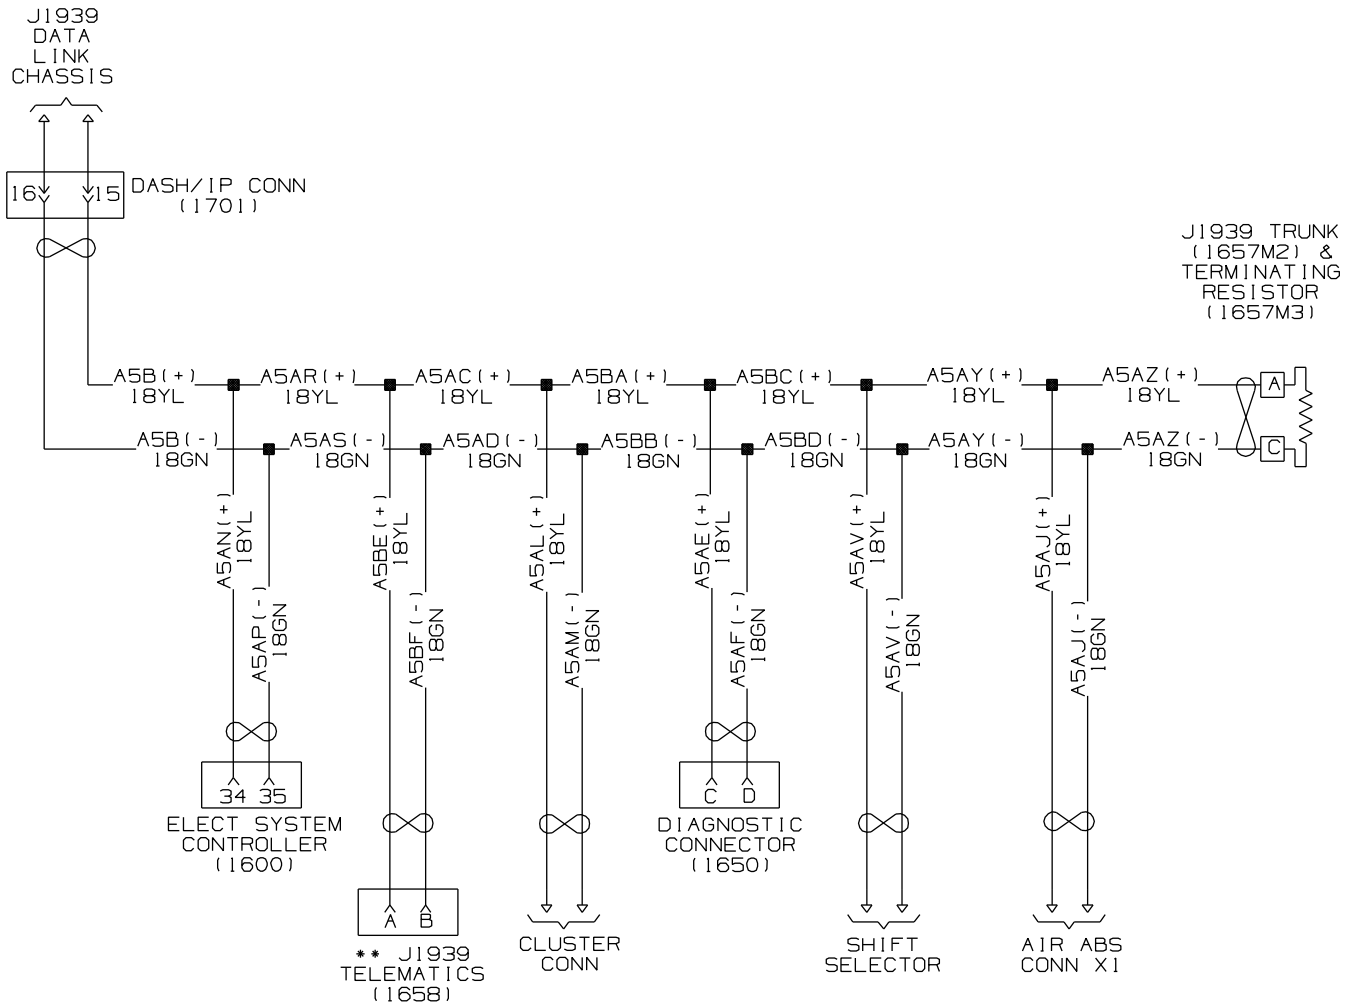 J1939
DATA
LINK
CHASSIS
16
15
DASH/IP CONN
(1701)
J1939 TRUNK
(1657M2) &
TERMINATING
RESISTOR
(1657M3)
A5B(+)
18YL
A5AR(+)
18YL
A5AC(+)
18YL
A5BA(+)
18YL
A5BC(+)
18YL
A5AY(+)
18YL
A5AZ(+)
18YL
A
A5B(-)
18GN
A5AS(-)
18GN
A5AD(-)
18GN
A5BB(-)
18GN
A5BD(-)
18GN
A5AY(-)
18GN
A5AZ(-)
18GN
C
A5AN(+)
18YL
A5AP(-)
18GN
A5BE(+)
18YL
A5BF(-)
18GN
A5AL(+)
18YL
A5AM(-)
18GN
A5AE(+)
18YL
A5AF(-)
18GN
A5AV(+)
18YL
A5AV(-)
18GN
A5AJ(+)
18YL
A5AJ(-)
18GN
34 35
ELECT SYSTEM
CONTROLLER
(1600)
A B
** J1939
TELEMATICS
(1658)
CLUSTER
CONN
C D
DIAGNOSTIC
CONNECTOR
(1650)
SHIFT
SELECTOR
AIR ABS
CONN X1